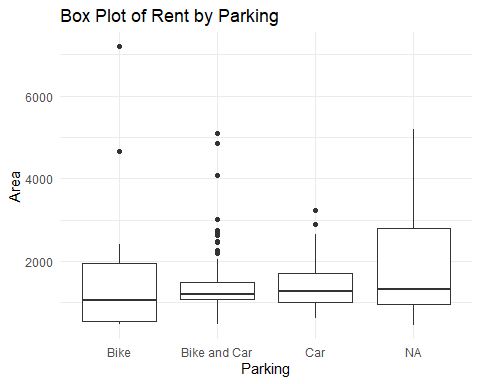 Box Plot of Rent by Parking
Area
6000
4000
2000
Bike
Bike and Car
Car
NA
Parking